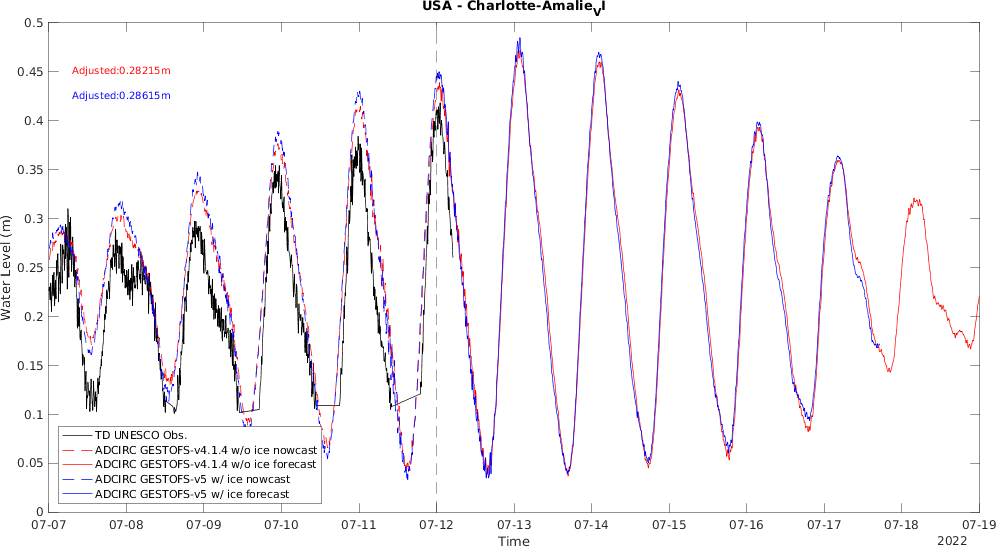 USA - Charlotte-AmalieVI
0.5
0.45
0.4
0.35
0.3
0.25
0.2
0.15
0.1
0.05
0
Water Level (m)
Adjusted:0.28215m
Adjusted:0.28615m
TD UNESCO Obs.
ADCIRC GESTOFS-v4.1.4 w/o ice nowcast
ADCIRC GESTOFS-v4.1.4 w/o ice forecast
ADCIRC GESTOFS-v5 w/ ice nowcast
ADCIRC GESTOFS-v5 w/ ice forecast
07-07 07-08 07-09 07-10 07-11 07-12 07-13 07-14 07-15 07-16 07-17 07-18 07-19
Time
2022